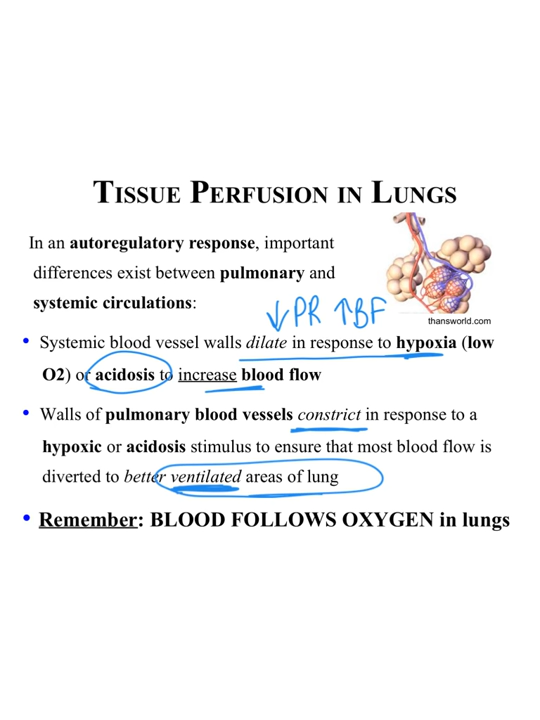 TISSUE PERFUSION IN LUNGS
In an autoregulatory response, important
differences exist between pulmonary and
systemic circulations:
thansworld.com
↓PR ↑BF
• Systemic blood vessel walls dilate in response to hypoxia (low
O2) or acidosis to increase blood flow
• Walls of pulmonary blood vessels constrict in response to a
hypoxic or acidosis stimulus to ensure that most blood flow is
diverted to better ventilated areas of lung
• Remember: BLOOD FOLLOWS OXYGEN in lungs